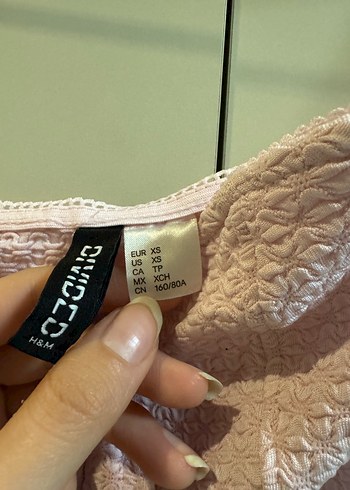 DIVIDED
H&M
EUR XS
US XS
CA TP
MX XCH
CN 160/80A